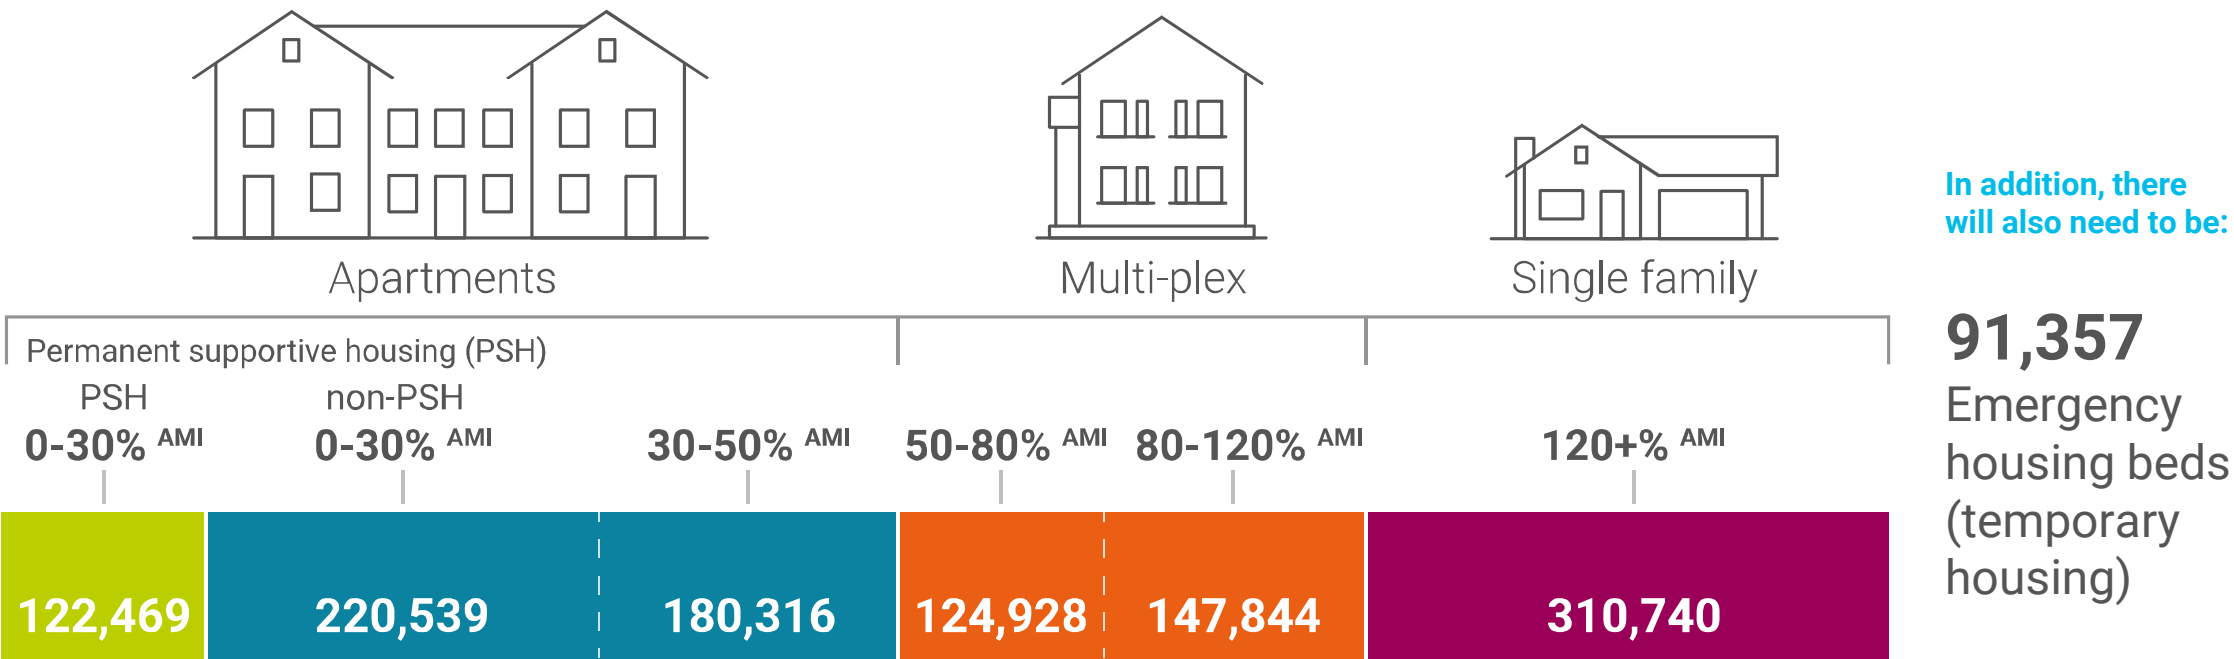 Apartments
Multi-plex
Single family
Permanent supportive housing (PSH)
PSH
0-30% AMI
non-PSH
0-30% AMI
30-50% AMI
50-80% AMI
80-120% AMI
120+% AMI
122,469
220,539
180,316
124,928
147,844
310,740
In addition, there
will also need to be:
91,357
Emergency
housing beds
(temporary
housing)